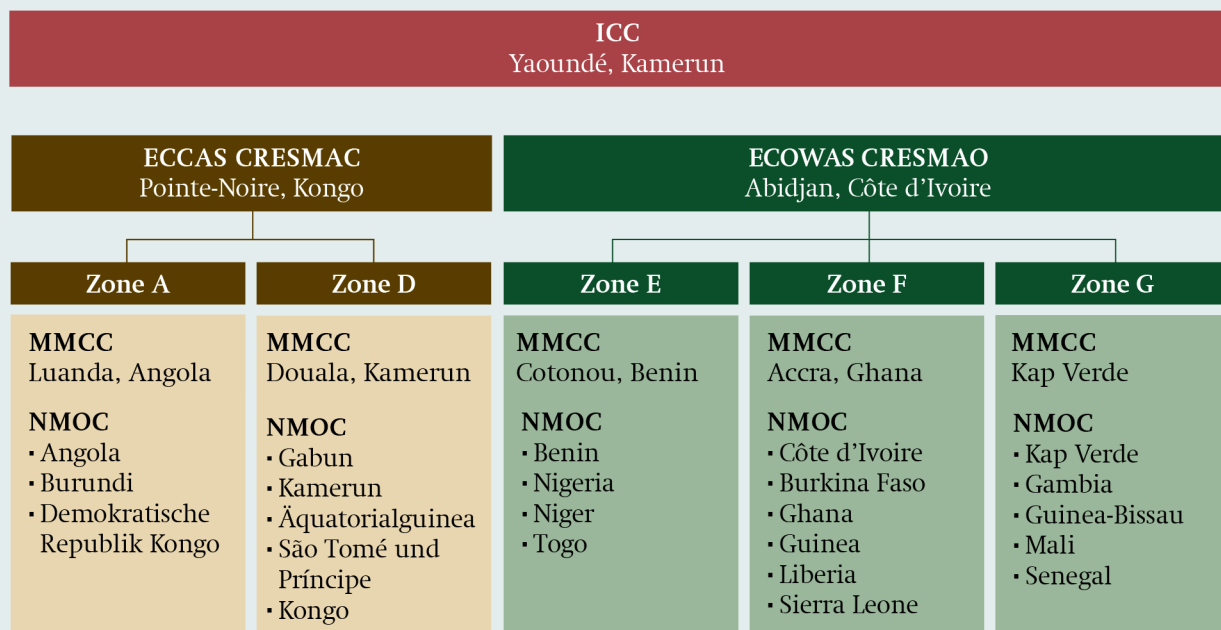 ICC
Yaoundé, Kamerun
ECCAS CRESMAC
Pointe-Noire, Kongo
ECOWAS CRESMAO
Abidjan, Côte d’Ivoire
Zone A
MMCC
Luanda, Angola
NMOC
· Angola
· Burundi
· Demokratische
Republik Kongo
Zone D
MMCC
Douala, Kamerun
NMOC
· Gabun
· Kamerun
· Äquatorialguinea
· São Tomé und
Príncipe
· Kongo
Zone E
MMCC
Cotonou, Benin
NMOC
· Benin
· Nigeria
· Niger
· Togo
Zone F
MMCC
Accra, Ghana
NMOC
· Côte d’Ivoire
· Burkina Faso
· Ghana
· Guinea
· Liberia
· Sierra Leone
Zone G
MMCC
Kap Verde
NMOC
· Kap Verde
· Gambia
· Guinea-Bissau
· Mali
· Senegal